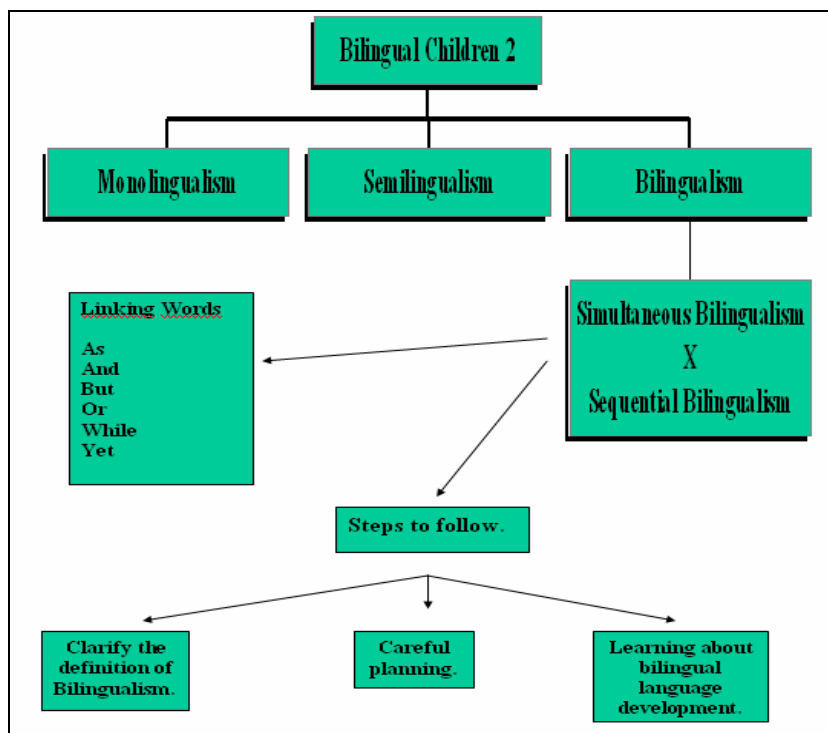 Bilingual Children 2
Monolingualism
Semilingualism
Bilingualism
Linking Words
As
And
But
Or
While
Yet
Simultaneous Bilingualism
X
Sequential Bilingualism
Steps to follow.
Clarify the
definition of
Bilingualism.
Careful
planning.
Learning about
bilingual
language
development.